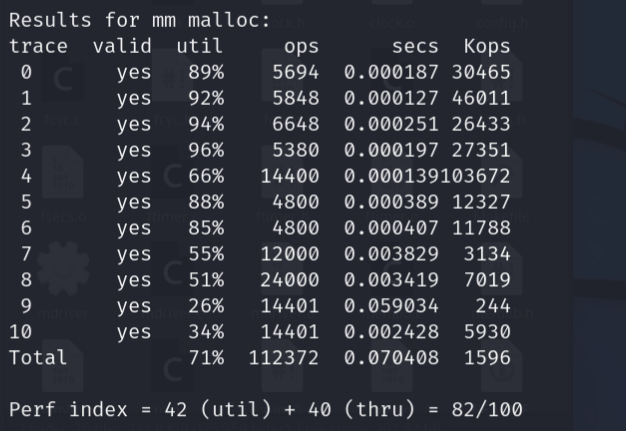 Results for mm malloc:
trace valid util ops secs Kops
0 yes 89% 5694 0.000187 30465
1 yes 92% 5848 0.000127 46011
2 yes 94% 6648 0.000251 26433
3 yes 96% 5380 0.000197 27351
4 yes 66% 14400 0.000139103672
5 yes 88% 4800 0.000389 12327
6 yes 85% 4800 0.000407 11788
7 yes 55% 12000 0.003829 3134
8 yes 51% 24000 0.003419 7019
9 yes 26% 14401 0.059034 244
10 yes 34% 14401 0.002428 5930
Total 71% 112372 0.070408 1596
Perf index = 42 (util) + 40 (thru) = 82/100